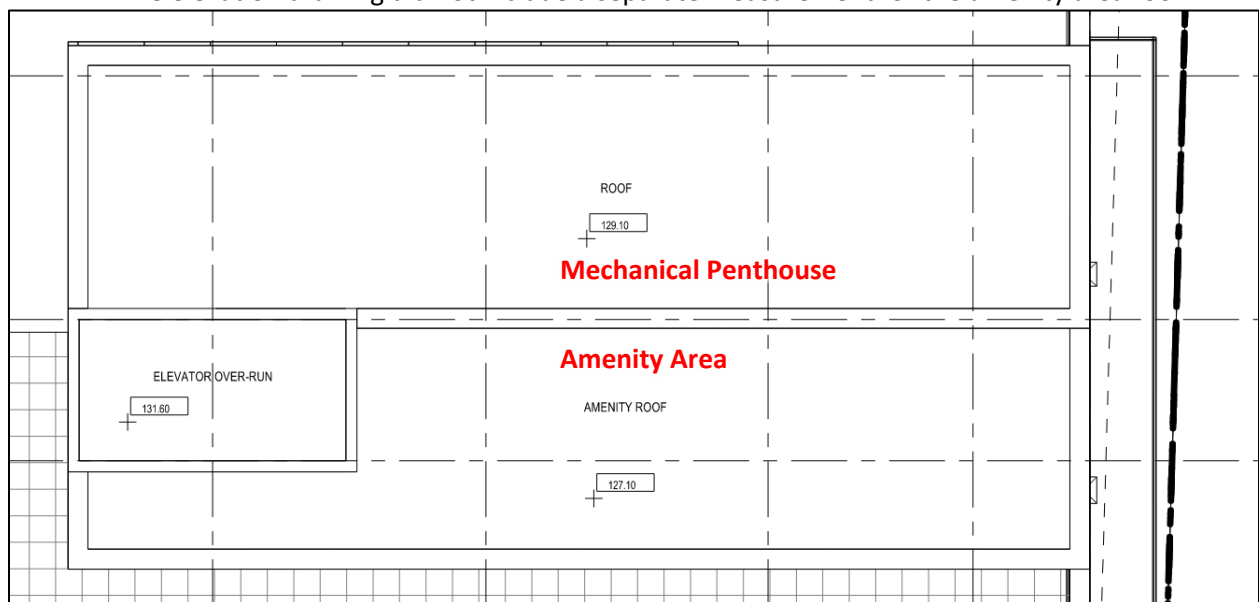 ROOF
129.10
Mechanical Penthouse
Amenity Area
ELEVATOR OVER-RUN
131.60
AMENITY ROOF
127.10